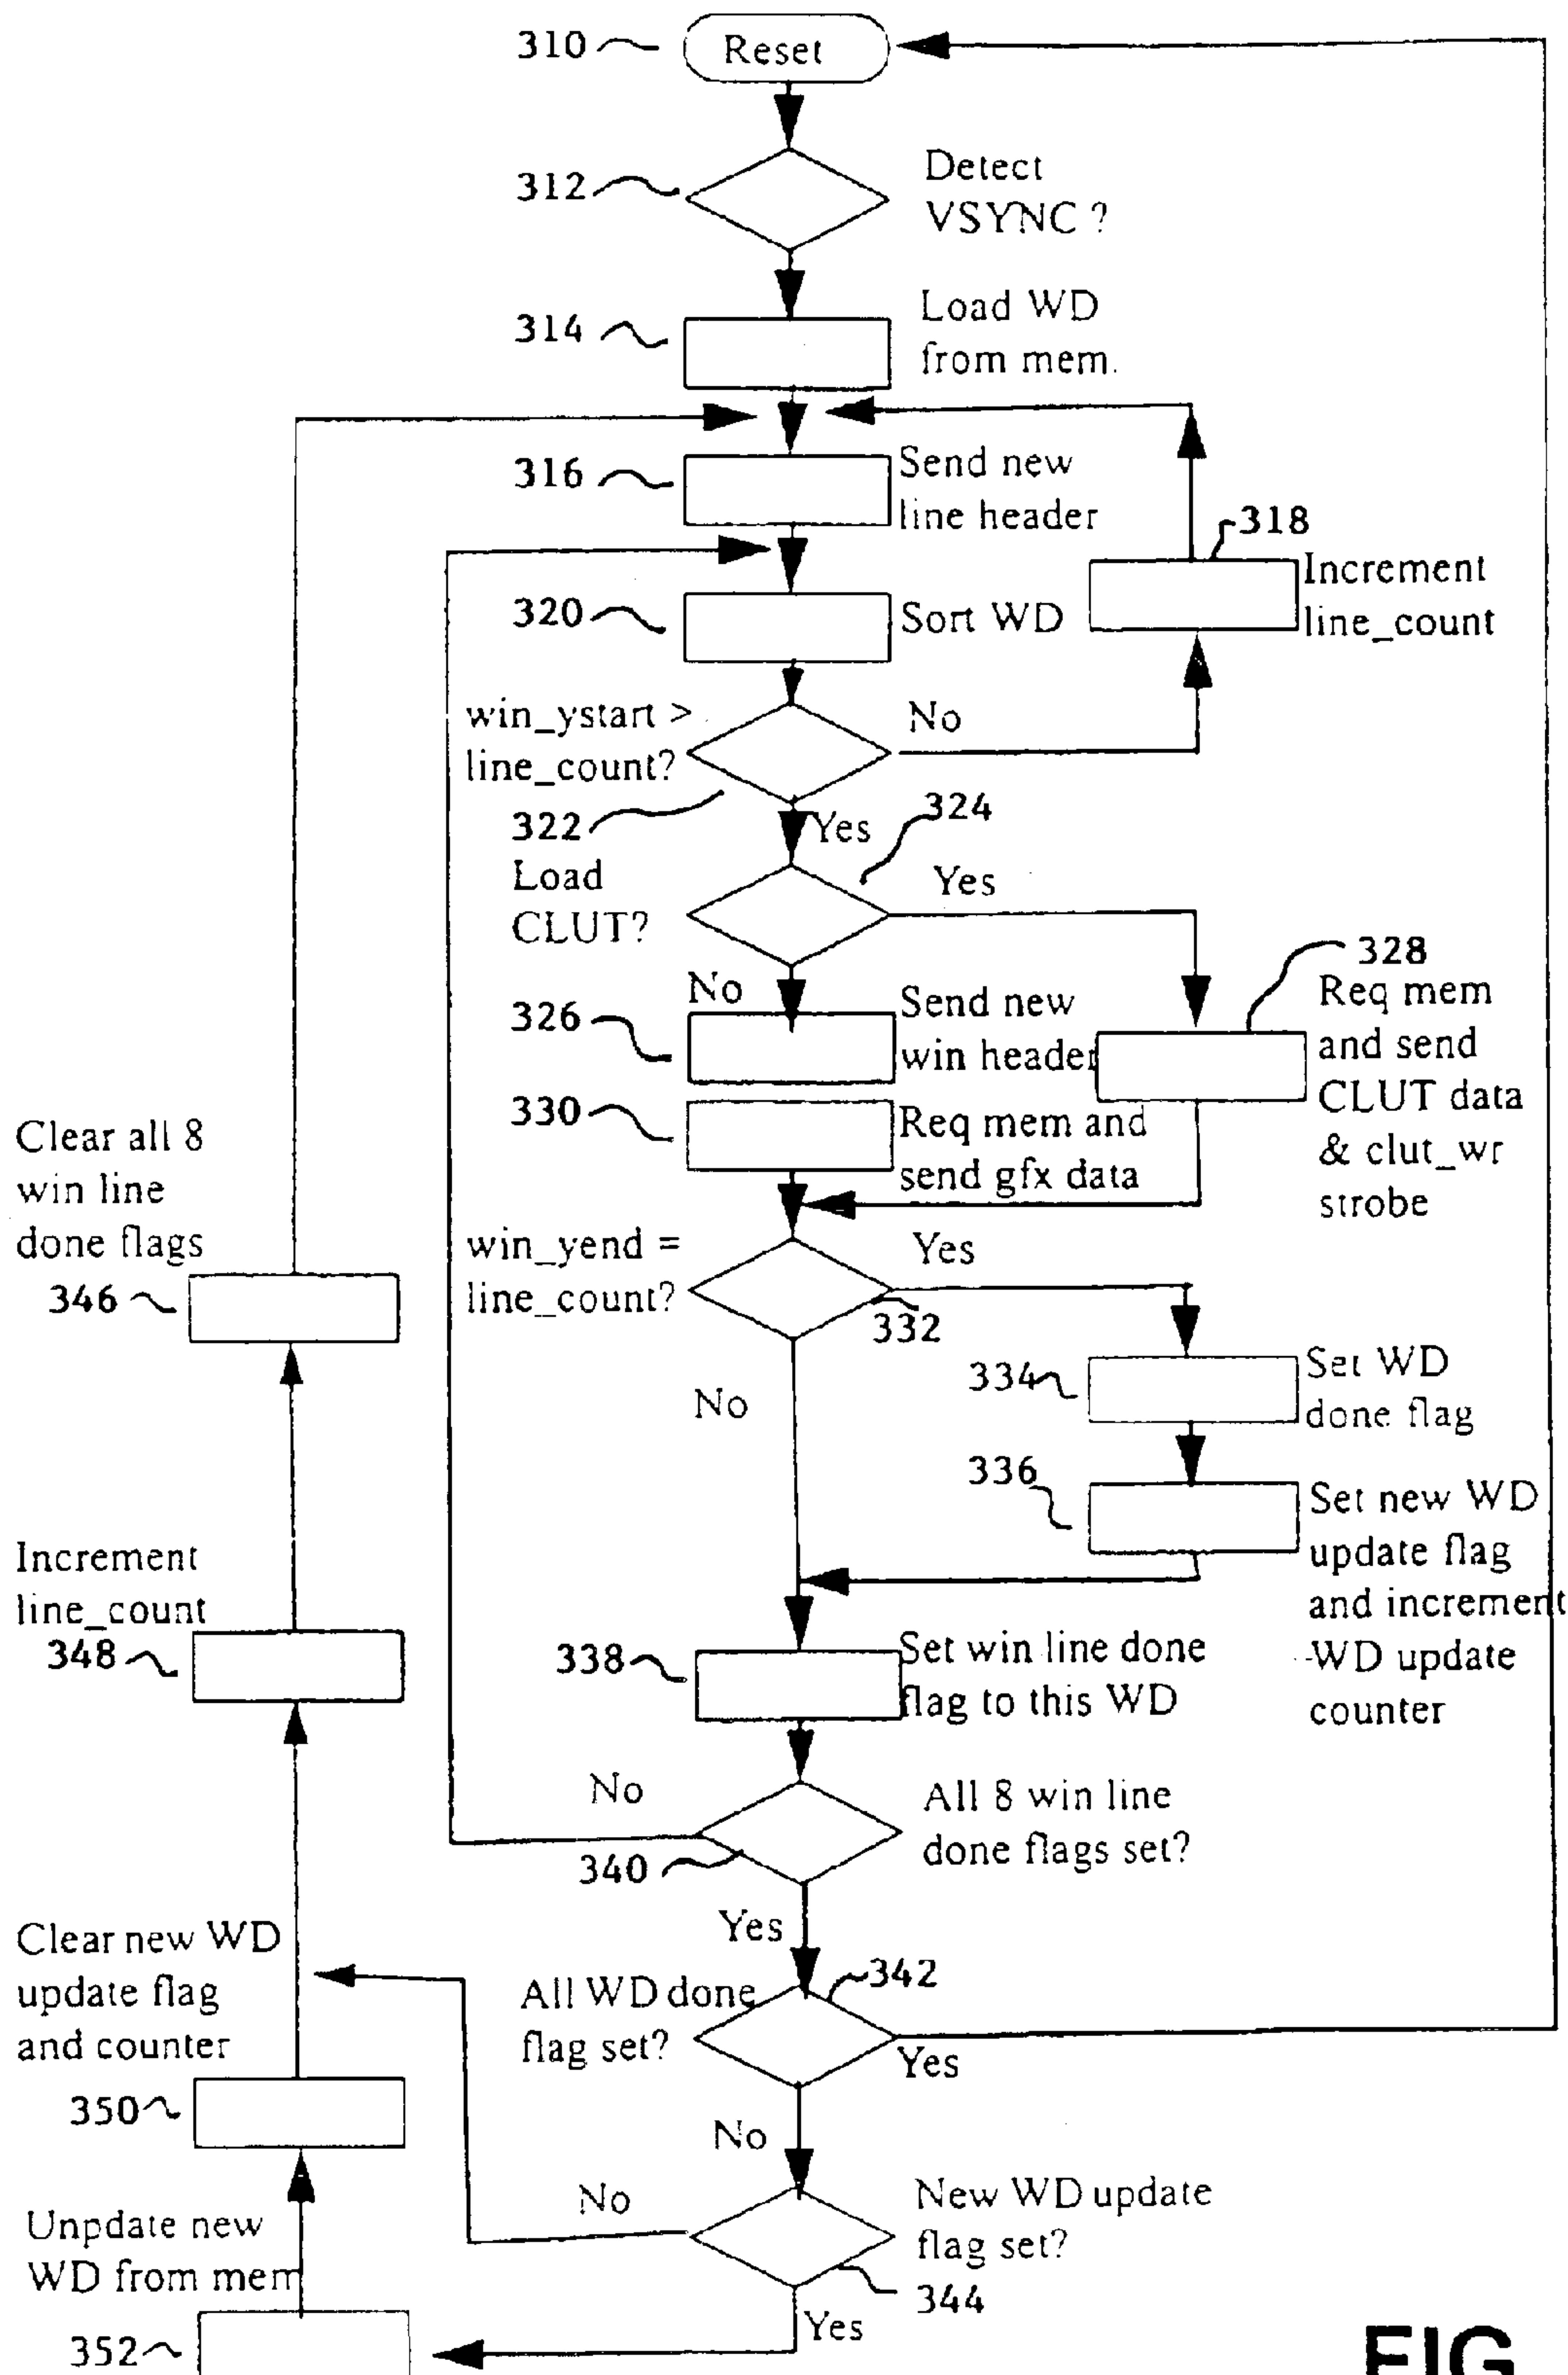 310
Reset
312
Detect
VSYNC ?
314
Load WD
from mem.
316
Send new
line header
318
Increment
line_count
320
Sort WD
win_ystart >
line_count?
No
322
Yes
324
Load
CLUT?
Yes
No
326
Send new
win header
328
Req mem
and send
CLUT data
& clut_wr
strobe
330
Req mem and
send gfx data
Clear all 8
win line
done flags
346
win_yend =
line_count?
Yes
332
No
334
Set WD
done flag
336
Set new WD
update flag
and increment
WD update
counter
Increment
line_count
348
338
Set win line done
flag to this WD
No
All 8 win line
done flags set?
340
Yes
Clear new WD
update flag
and counter
350
All WD done
flag set?
342
Yes
No
No
New WD update
flag set?
344
Unpdate new
WD from mem
352
Yes
FIG